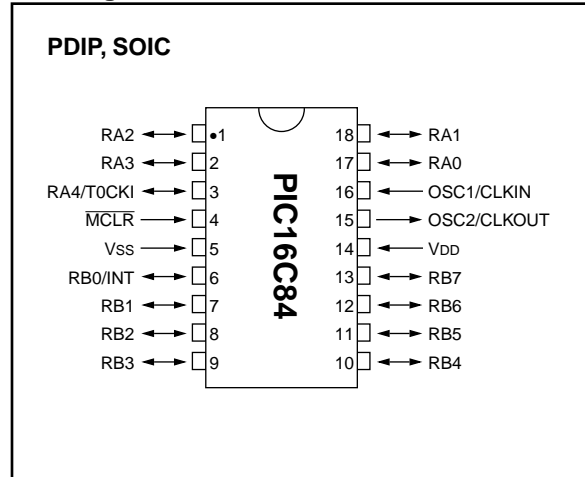 PDIP, SOIC
RA2 •1 18 RA1
RA3 2 17 RA0
RA4/T0CKI 3 16 OSC1/CLKIN
MCLR 4 15 OSC2/CLKOUT
VSS 5 14 VDD
RB0/INT 6 13 RB7
RB1 7 12 RB6
RB2 8 11 RB5
RB3 9 10 RB4
PIC16C84